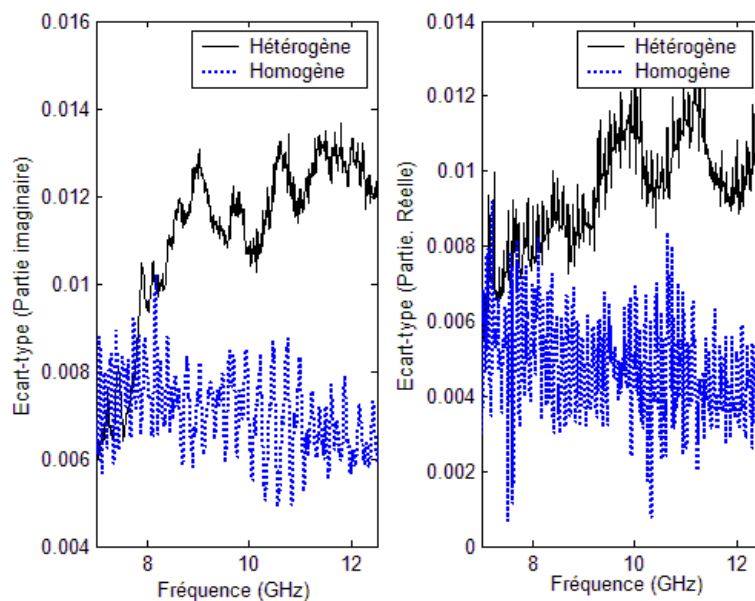 0.016
0.014
0.012
0.01
0.008
0.006
0.004
Ecart-type (Partie imaginaire)
Hétérogène
Homogène
8
10
12
Fréquence (GHz)
0.014
0.012
0.01
0.008
0.006
0.004
0.002
0
Ecart-type (Partie. Réelle)
Hétérogène
Homogène
8
10
12
Fréquence (GHz)